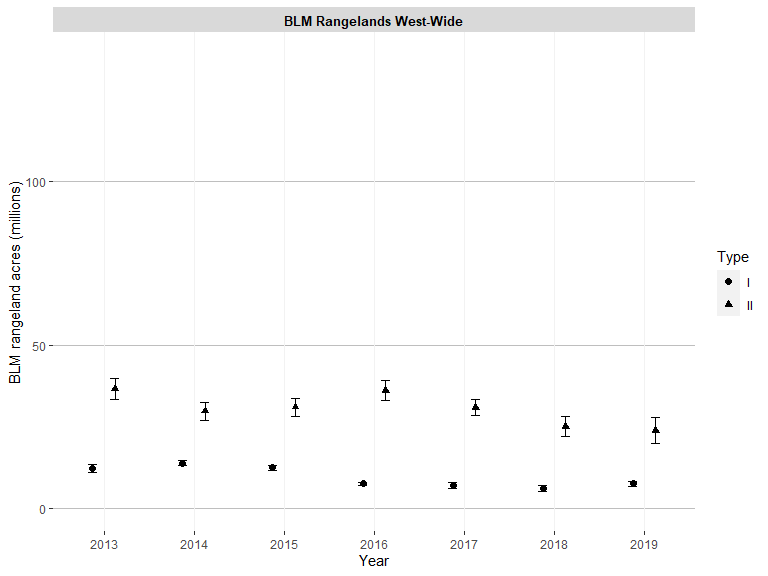 BLM Rangelands West-Wide
BLM rangeland acres (millions)
100
50
0
2013 2014 2015 2016 2017 2018 2019
Year
Type
I
II